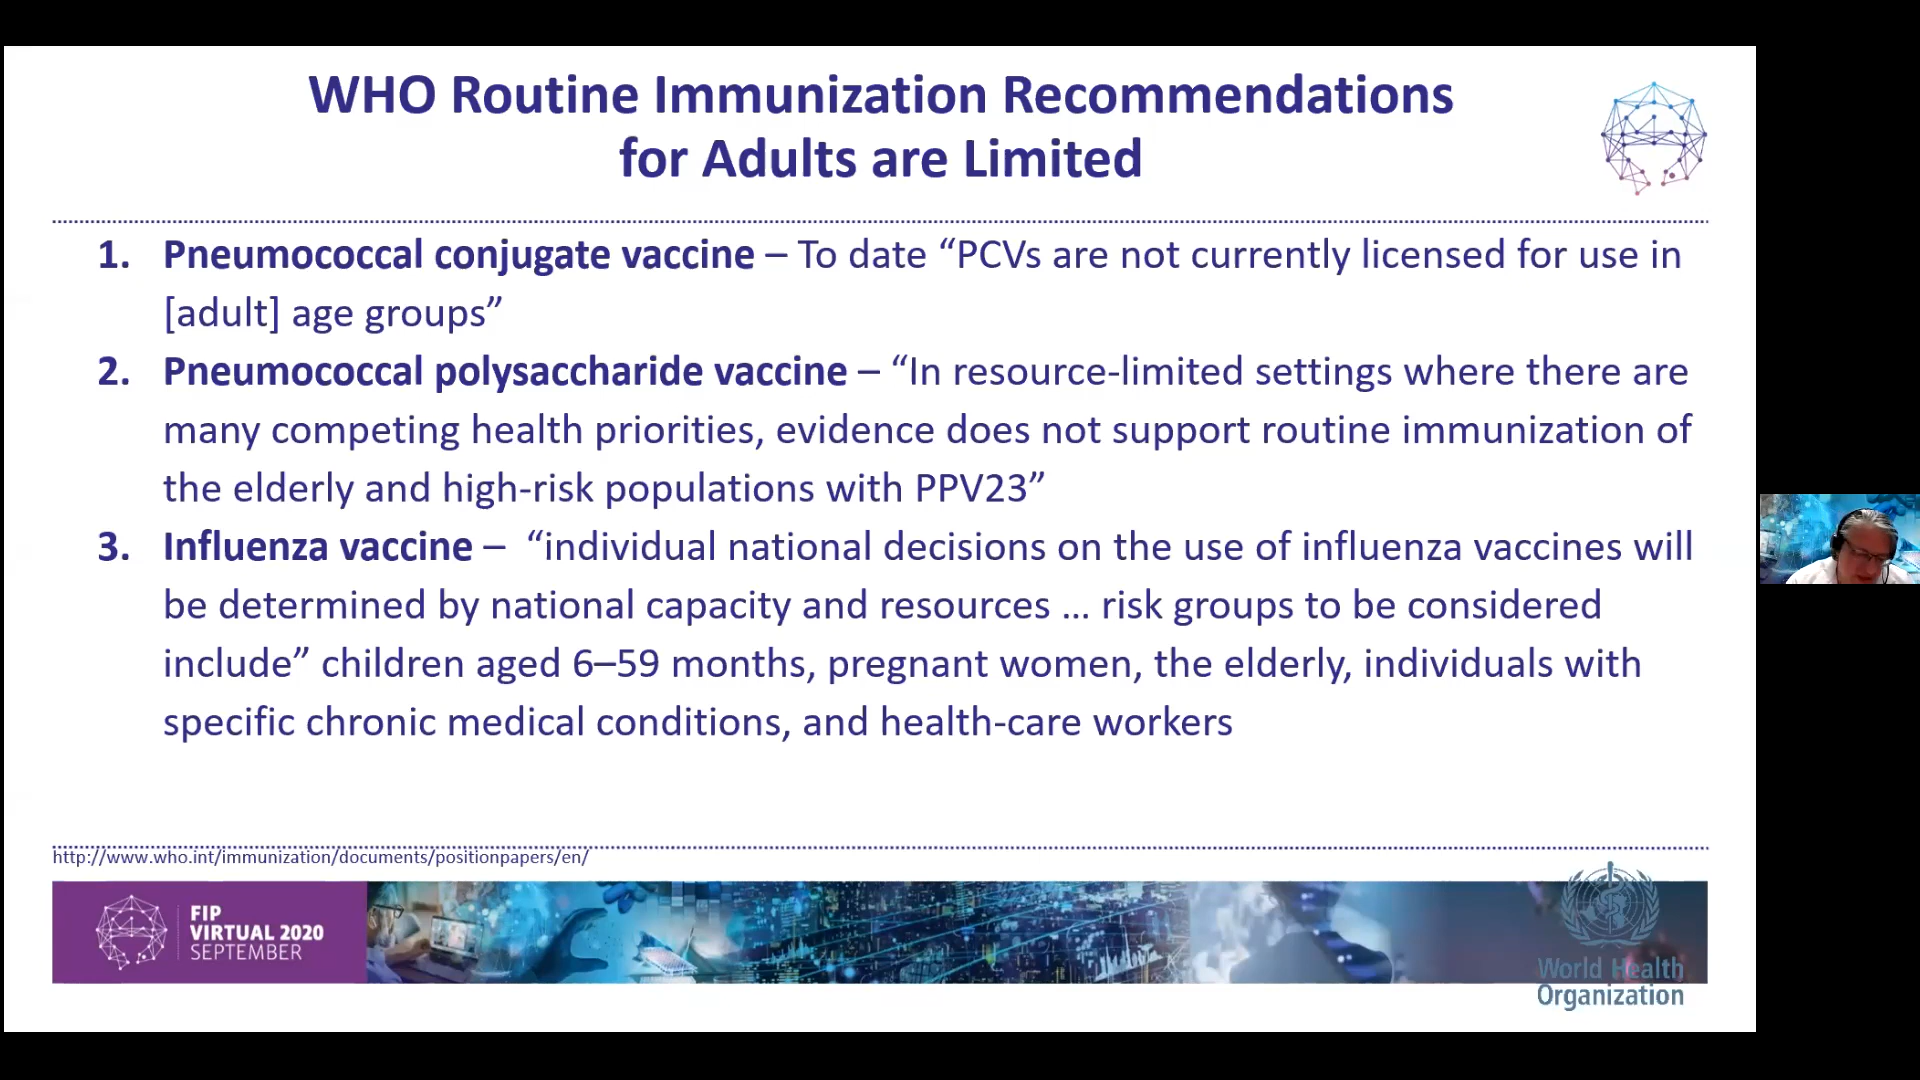 WHO Routine Immunization Recommendations
for Adults are Limited
1. Pneumococcal conjugate vaccine – To date “PCVs are not currently licensed for use in
[adult] age groups”
2. Pneumococcal polysaccharide vaccine – “In resource-limited settings where there are
many competing health priorities, evidence does not support routine immunization of
the elderly and high-risk populations with PPV23”
3. Influenza vaccine – “individual national decisions on the use of influenza vaccines will
be determined by national capacity and resources … risk groups to be considered
include” children aged 6–59 months, pregnant women, the elderly, individuals with
specific chronic medical conditions, and health-care workers
http://www.who.int/immunization/documents/positionpapers/en/
FIP
VIRTUAL 2020
SEPTEMBER
World Health
Organization